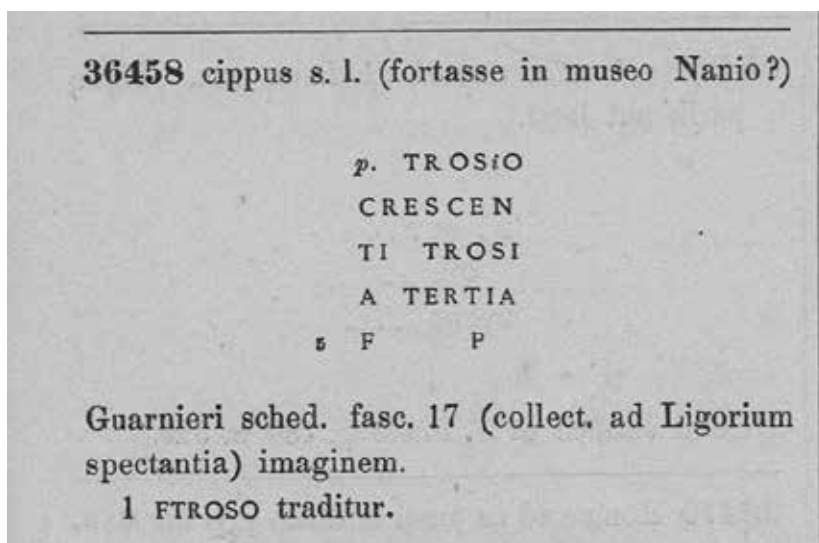 36458 cippus s. l. (fortasse in museo Nanio?)
p. TROSiO
CRESCEN
TI TROSI
A TERTIA
5 F P
Guarnieri sched. fasc. 17 (collect. ad Ligorium
spectantia) imaginem.
1 FTROSO traditur.